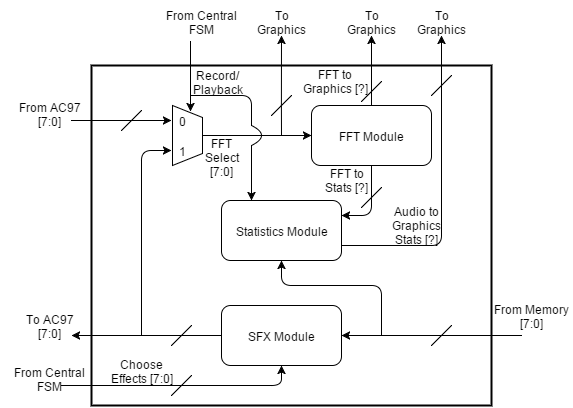 From Central
FSM
To
Graphics
To
Graphics
To
Graphics
Record/
Playback
FFT to
Graphics [?]
From AC97
[7:0]
0
1
FFT
Select
[7:0]
FFT Module
FFT to
Stats [?]
Audio to
Graphics
Stats [?]
Statistics Module
To AC97
[7:0]
SFX Module
From Memory
[7:0]
From Central
FSM
Choose
Effects [7:0]